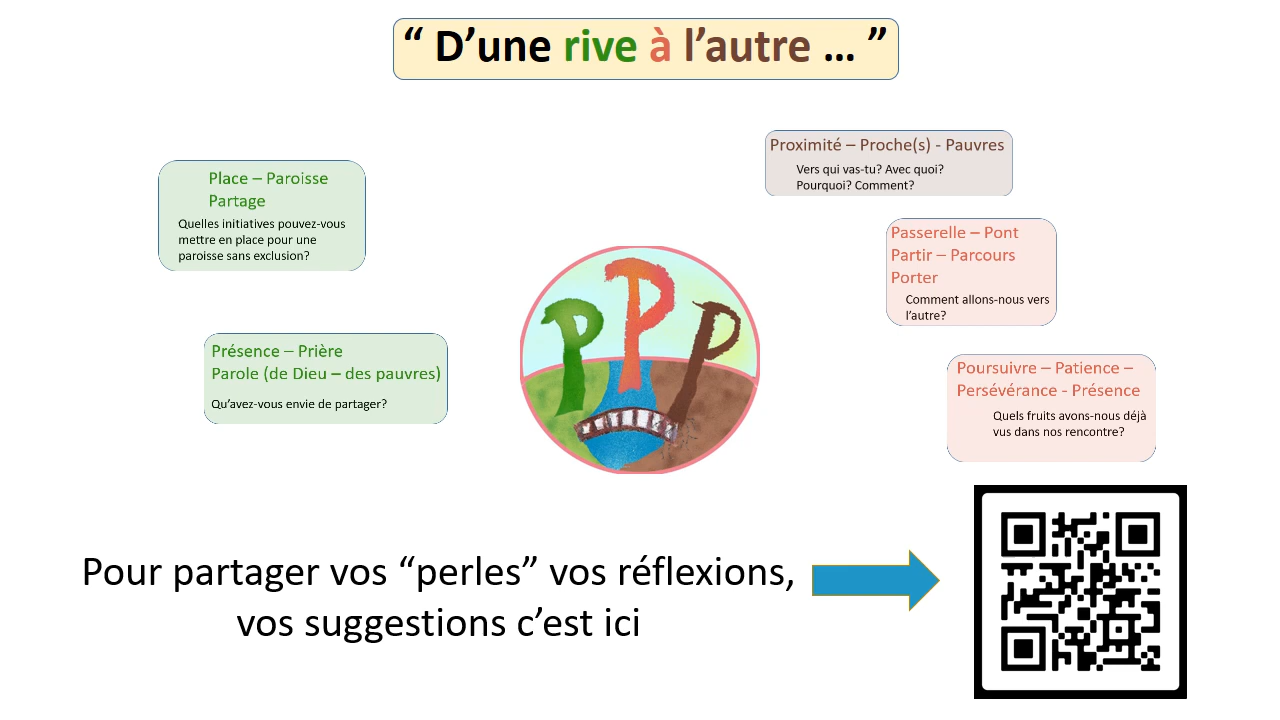 “ D’une rive à l’autre ... ”
Place – Paroisse
Partage
Quelles initiatives pouvez-vous
mettre en place pour une
paroisse sans exclusion?
Présence – Prière
Parole (de Dieu – des pauvres)
Qu’avez-vous envie de partager?
PPP
Proximité – Proche(s) - Pauvres
Vers qui vas-tu? Avec quoi?
Pourquoi? Comment?
Passerelle – Pont
Partir – Parcours
Porter
Comment allons-nous vers
l’autre?
Poursuivre – Patience –
Persévérance - Présence
Quels fruits avons-nous déjà
vus dans nos rencontre?
Pour partager vos “perles” vos réflexions,
vos suggestions c’est ici